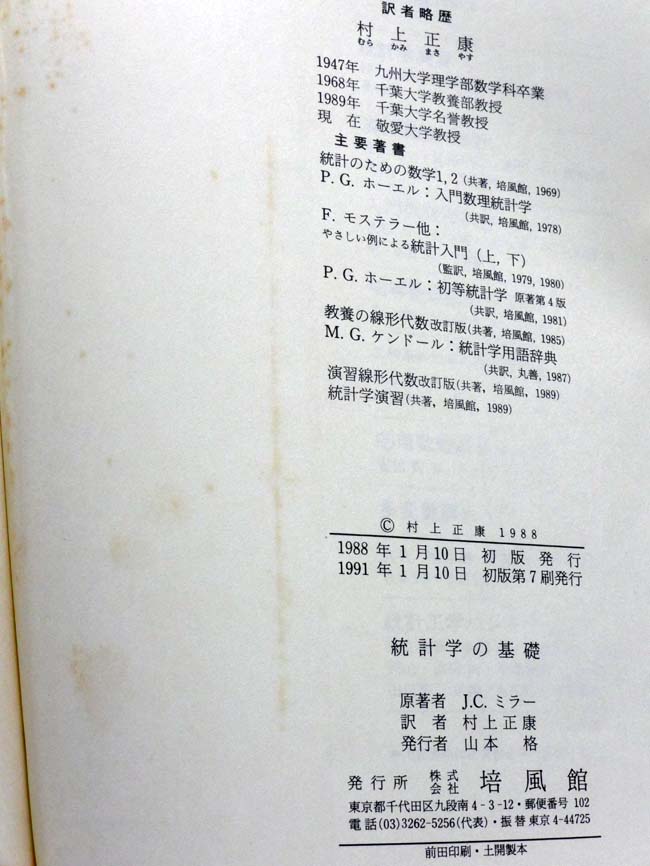 訳者略歴
村上正康
むら かみ まさ やす
1947年 九州大学理学部数学科卒業
1968年 千葉大学教養部教授
1989年 千葉大学名誉教授
現在 敬愛大学教授
主要著書
統計のための数学1, 2 (共著, 培風館, 1969)
P. G. ホーエル：入門数理統計学
(共訳, 培風館, 1978)
F. モステラー他：
やさしい例による統計入門（上, 下）
(監訳, 培風館, 1979, 1980)
P. G. ホーエル：初等統計学 原著第4版
(共訳, 培風館, 1981)
教養の線形代数改訂版(共著, 培風館, 1985)
M. G. ケンドール：統計学用語辞典
(共訳, 丸善, 1987)
演習線形代数改訂版(共著, 培風館, 1989)
統計学演習(共著, 培風館, 1989)
© 村上正康 1988
1988年1月10日 初版発行
1991年1月10日 初版第7刷発行
統計学の基礎
原著者 J.C. ミラー
訳者 村上正康
発行者 山本 格
発行所 株式会社 培風館
東京都千代田区九段南4-3-12・郵便番号 102
電話(03)3262-5256(代表)・振替東京4-44725
前田印刷・土開製本